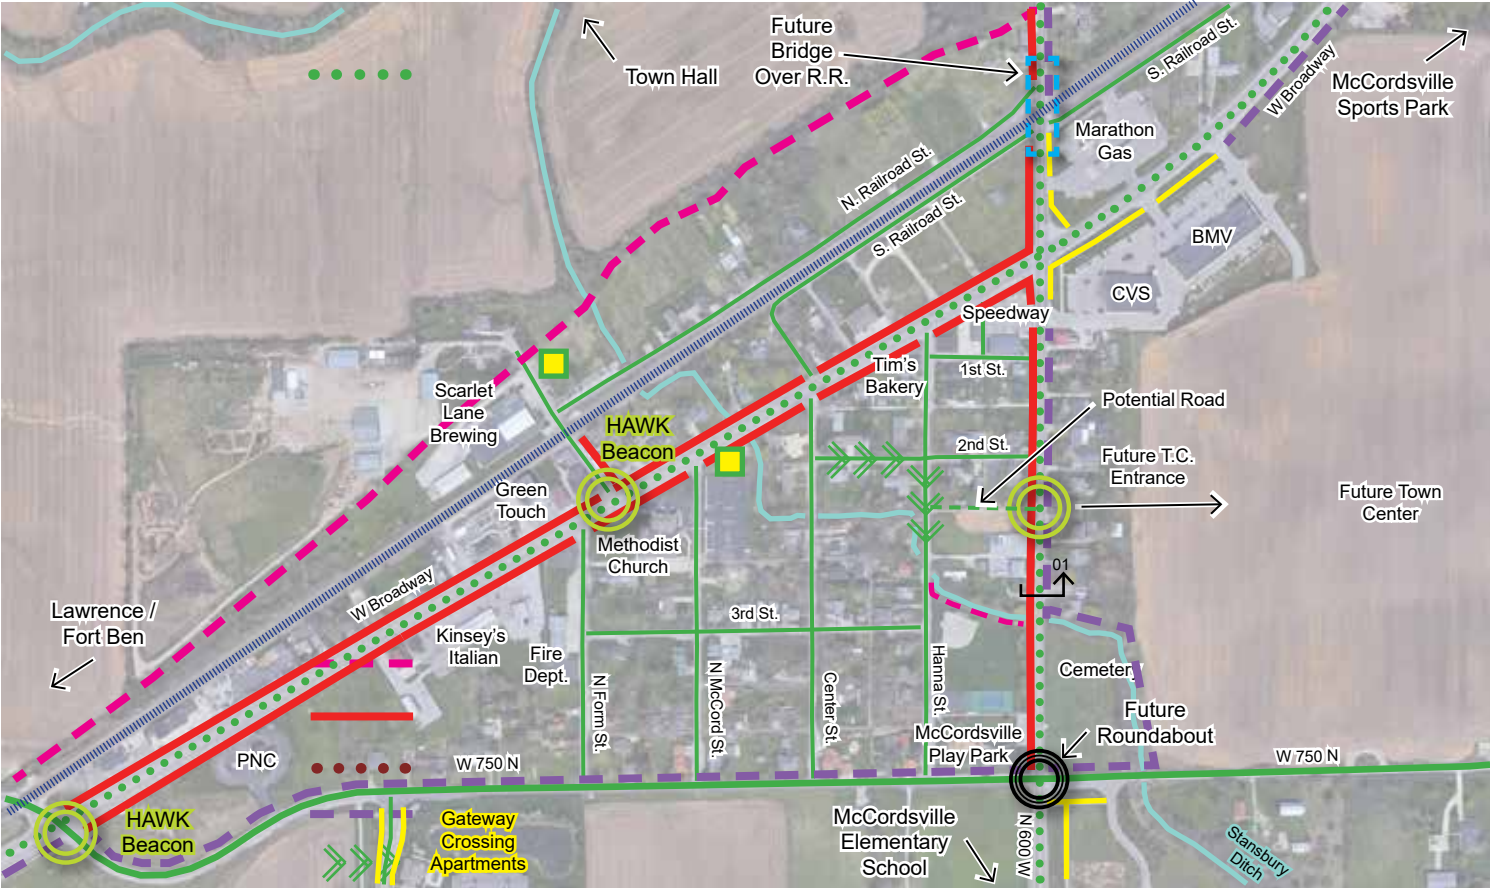 Future
Bridge
Over R.R.
Town Hall
S. Railroad St.
W Broadway
McCordsville
Sports Park
Marathon
Gas
N. Railroad St.
S. Railroad St.
BMV
CVS
Speedway
Tim's
Bakery
1st St.
Scarlet
Lane
Brewing
HAWK
Beacon
Potential Road
2nd St.
Future T.C.
Entrance
Green
Touch
Future Town
Center
Methodist
Church
01
W Broadway
Lawrence /
Fort Ben
3rd St.
Kinsey's
Italian
Fire
Dept.
N Form St.
N McCord St.
Center St.
Hanna St.
Cemetery
Future
Roundabout
McCordsville
Play Park
PNC
W 750 N
W 750 N
HAWK
Beacon
Gateway
Crossing
Apartments
McCordsville
Elementary
School
N 600 W
Stansbury
Ditch